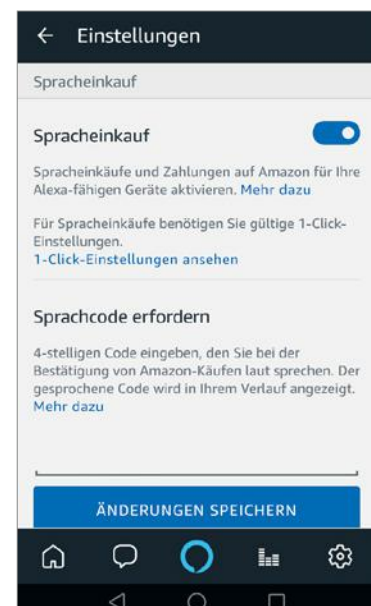 Einstellungen
Spracheinkauf
Spracheinkauf
Spracheinkäufe und Zahlungen auf Amazon für Ihre
Alexa-fähigen Geräte aktivieren. Mehr dazu
Für Spracheinkäufe benötigen Sie gültige 1-Click-
Einstellungen.
1-Click-Einstellungen ansehen
Sprachcode erfordern
4-stelligen Code eingeben, den Sie bei der
Bestätigung von Amazon-Käufen laut sprechen. Der
gesprochene Code wird in Ihrem Verlauf angezeigt.
Mehr dazu
ÄNDERUNGEN SPEICHERN